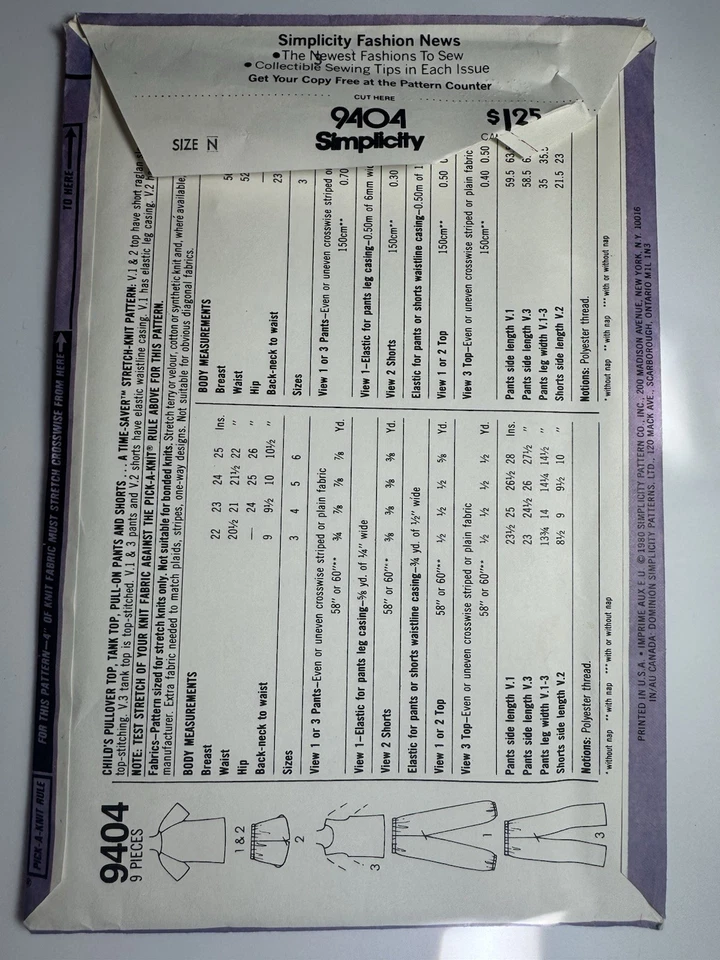 Simplicity Fashion News
• The Newest Fashions To Sew
• Collectible Sewing Tips in Each Issue
Get Your Copy Free at the Pattern Counter
CUT HERE
9404
Simplicity
SIZE N
$1.25
TO HERE
FOR THIS PATTERN—4" OF KNIT FABRIC MUST STRETCH CROSSWISE FROM HERE
PICK-A-KNIT RULE
9404
9 PIECES
1 & 2
2
3
1
3
CHILD'S PULLOVER TOP, TANK TOP, PULL-ON PANTS AND SHORTS . . . A TIME-SAVER™ STRETCH-KNIT PATTERN: V.1 & 2 top have short raglan
top-stitching. V.3 tank top is top-stitched. V.1 & 3 pants and V.2 shorts have elastic waistline casing. V.1 has elastic leg casing. V.2
NOTE: TEST STRETCH OF YOUR KNIT FABRIC AGAINST THE PICK-A-KNIT® RULE ABOVE FOR THIS PATTERN.
Fabrics—Pattern sized for stretch knits only. Not suitable for bonded knits. Stretch terry or velour, cotton or synthetic knit and, where available,
manufacturer. Extra fabric needed to match plaids, stripes, one-way designs. Not suitable for obvious diagonal fabrics.
BODY MEASUREMENTS
Breast 22 23 24 25 Ins.
Waist 20½ 21 21½ 22 "
Hip — 24 25 26 "
Back-neck to waist 9 9½ 10 10½ "
Sizes 3 4 5 6
View 1 or 3 Pants—Even or uneven crosswise striped or plain fabric
58" or 60"** ¾ ⅞ ⅞ ⅞ Yd.
View 1—Elastic for pants leg casing—⅝ yd. of ¼" wide
View 2 Shorts
58" or 60"** ⅜ ⅜ ⅜ ⅜ Yd.
Elastic for pants or shorts waistline casing—¾ yd. of ½" wide
View 1 or 2 Top
58" or 60"** ½ ½ ½ ⅝ Yd.
View 3 Top—Even or uneven crosswise striped or plain fabric
58" or 60"** ½ ½ ½ ½ Yd.
Pants side length V.1 23½ 25 26½ 28 Ins.
Pants side length V.3 23 24½ 26 27½ "
Pants leg width V.1-3 13¾ 14 14¼ 14½ "
Shorts side length V.2 8½ 9 9½ 10 "
Notions: Polyester thread.
*without nap **with nap ***with or without nap
BODY MEASUREMENTS
Breast
Waist
Hip 52
Back-neck to waist 23
Sizes 3
View 1 or 3 Pants—Even or uneven crosswise striped
150cm** 0.70
View 1—Elastic for pants leg casing—0.50m of 6mm
View 2 Shorts
150cm** 0.30
Elastic for pants or shorts waistline casing—0.50m of
View 1 or 2 Top
150cm** 0.50
View 3 Top—Even or uneven crosswise striped or plain fabric
150cm** 0.40 0.50
Pants side length V.1 59.5
Pants side length V.3 58.5
Pants leg width V.1-3 35
Shorts side length V.2 21.5 23
Notions: Polyester thread.
*without nap **with nap ***with or without nap
PRINTED IN U.S.A. • IMPRIME AUX E.U. © 1980 SIMPLICITY PATTERN CO., INC., 200 MADISON AVENUE, NEW YORK, N.Y. 10016
IN/AU CANADA: DOMINION SIMPLICITY PATTERNS, LTD., 120 MACK AVE., SCARBOROUGH, ONTARIO M1L 1N3